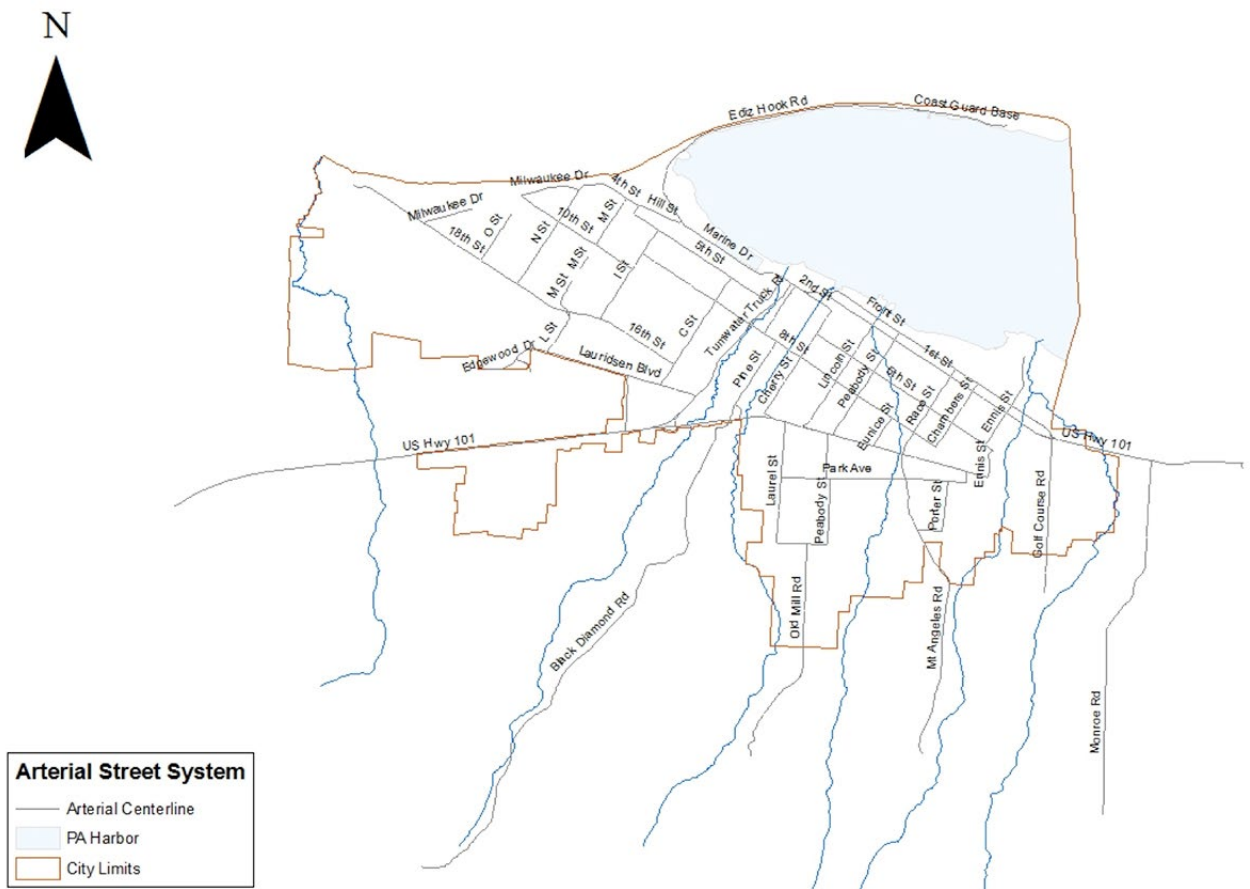 N
Ediz Hook Rd
Coast Guard Base
Milwaukee Dr
4th St
Hill St
Milwaukee Dr
10th St
M St
O St
N St
18th St
Marine Dr
5th St
M St
M St
I St
2nd St
Tumwater Truck R
Front St
C St
16th St
L St
8th St
1st St
Edgewood Dr
Lauridsen Blvd
Pine St
Cherry St
Lincoln St
Peabody St
6th St
Race St
Chambers S
Ennis St
Eunice St
US Hwy 101
US Hwy 101
Park Ave
Laurel St
Peabody St
Ennis St
Porter St
Golf Course Rd
Old Mill Rd
Black Diamond Rd
Mt Angeles Rd
Monroe Rd
Arterial Street System
Arterial Centerline
PA Harbor
City Limits